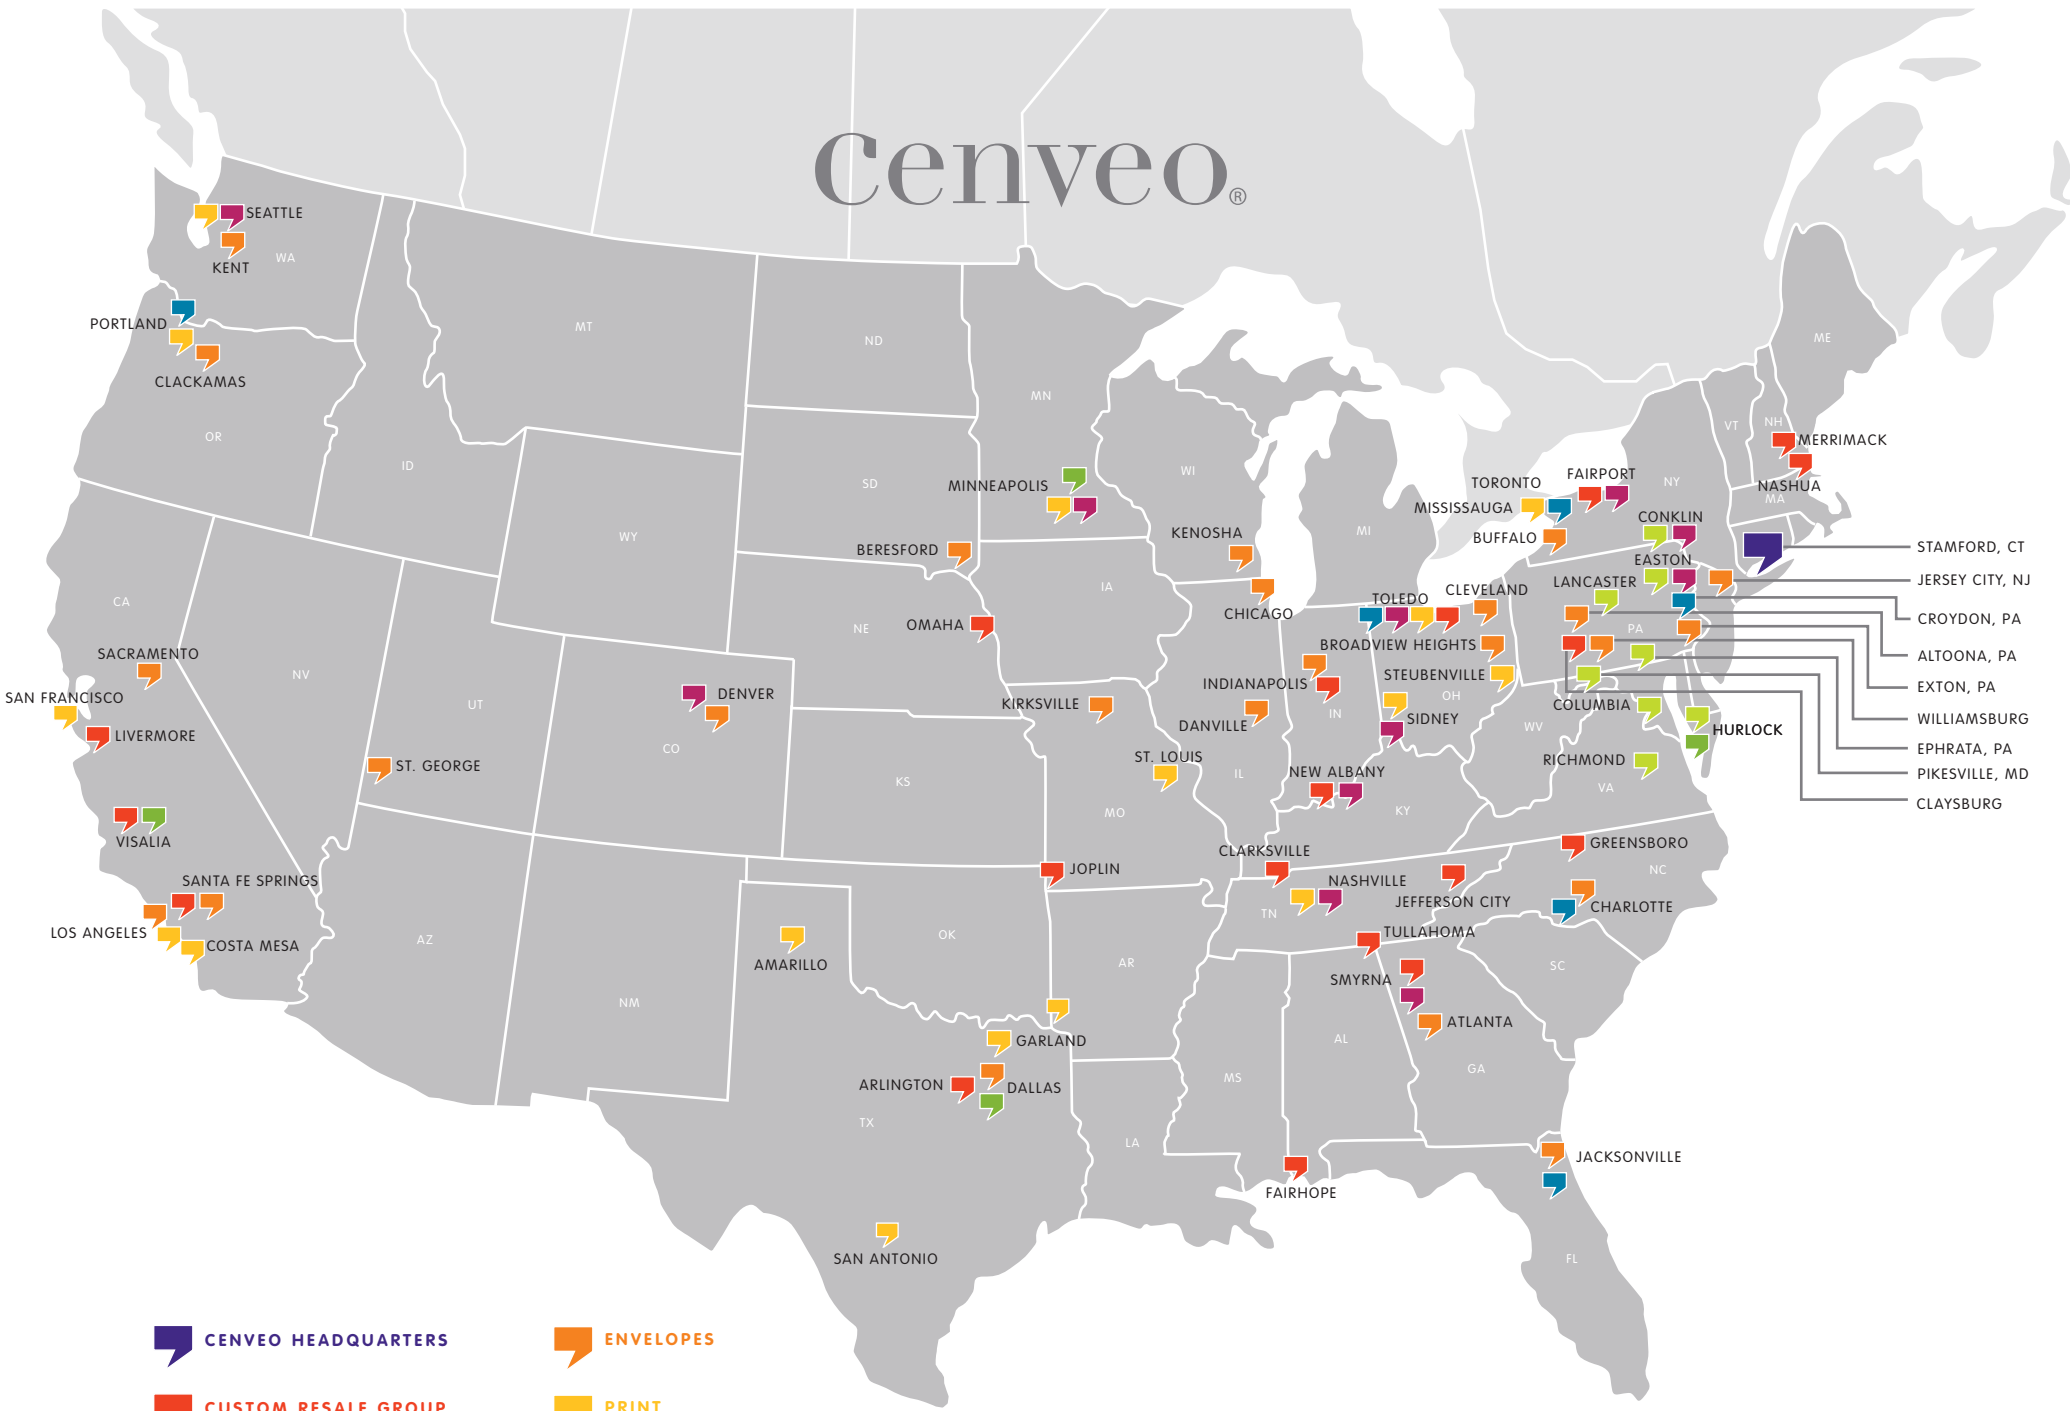 Cenveo®
SEATTLE
KENT
WA
PORTLAND
CLACKAMAS
OR
MT
ID
ND
MN
SD
WY
MINNEAPOLIS
BERESFORD
WI
KENOSHA
CHICAGO
MI
ME
VT
NH
MERRIMACK
NASHUA
MA
NY
TORONTO
FAIRPORT
MISSISSAUGA
BUFFALO
CONKLIN
EASTON
LANCASTER
CLEVELAND
TOLEDO
BROADVIEW HEIGHTS
STEUBENVILLE
OH
PA
STAMFORD, CT
JERSEY CITY, NJ
CROYDON, PA
ALTOONA, PA
EXTON, PA
WILLIAMSBURG
EPHRATA, PA
PIKESVILLE, MD
CLAYSBURG
CA
SACRAMENTO
SAN FRANCISCO
LIVERMORE
VISALIA
NV
UT
ST. GEORGE
DENVER
CO
NE
OMAHA
IA
KIRKSVILLE
DANVILLE
INDIANAPOLIS
IN
SIDNEY
WV
COLUMBIA
HURLOCK
RICHMOND
VA
ST. LOUIS
IL
NEW ALBANY
KY
KS
MO
JOPLIN
CLARKSVILLE
NASHVILLE
TN
JEFFERSON CITY
GREENSBORO
NC
CHARLOTTE
TULLAHOMA
SANTA FE SPRINGS
LOS ANGELES
COSTA MESA
AZ
NM
AMARILLO
OK
AR
SMYRNA
ATLANTA
SC
GARLAND
ARLINGTON
DALLAS
TX
LA
MS
AL
GA
FAIRHOPE
JACKSONVILLE
FL
SAN ANTONIO
CENVEO HEADQUARTERS
ENVELOPES
CUSTOM RESALE GROUP
PRINT